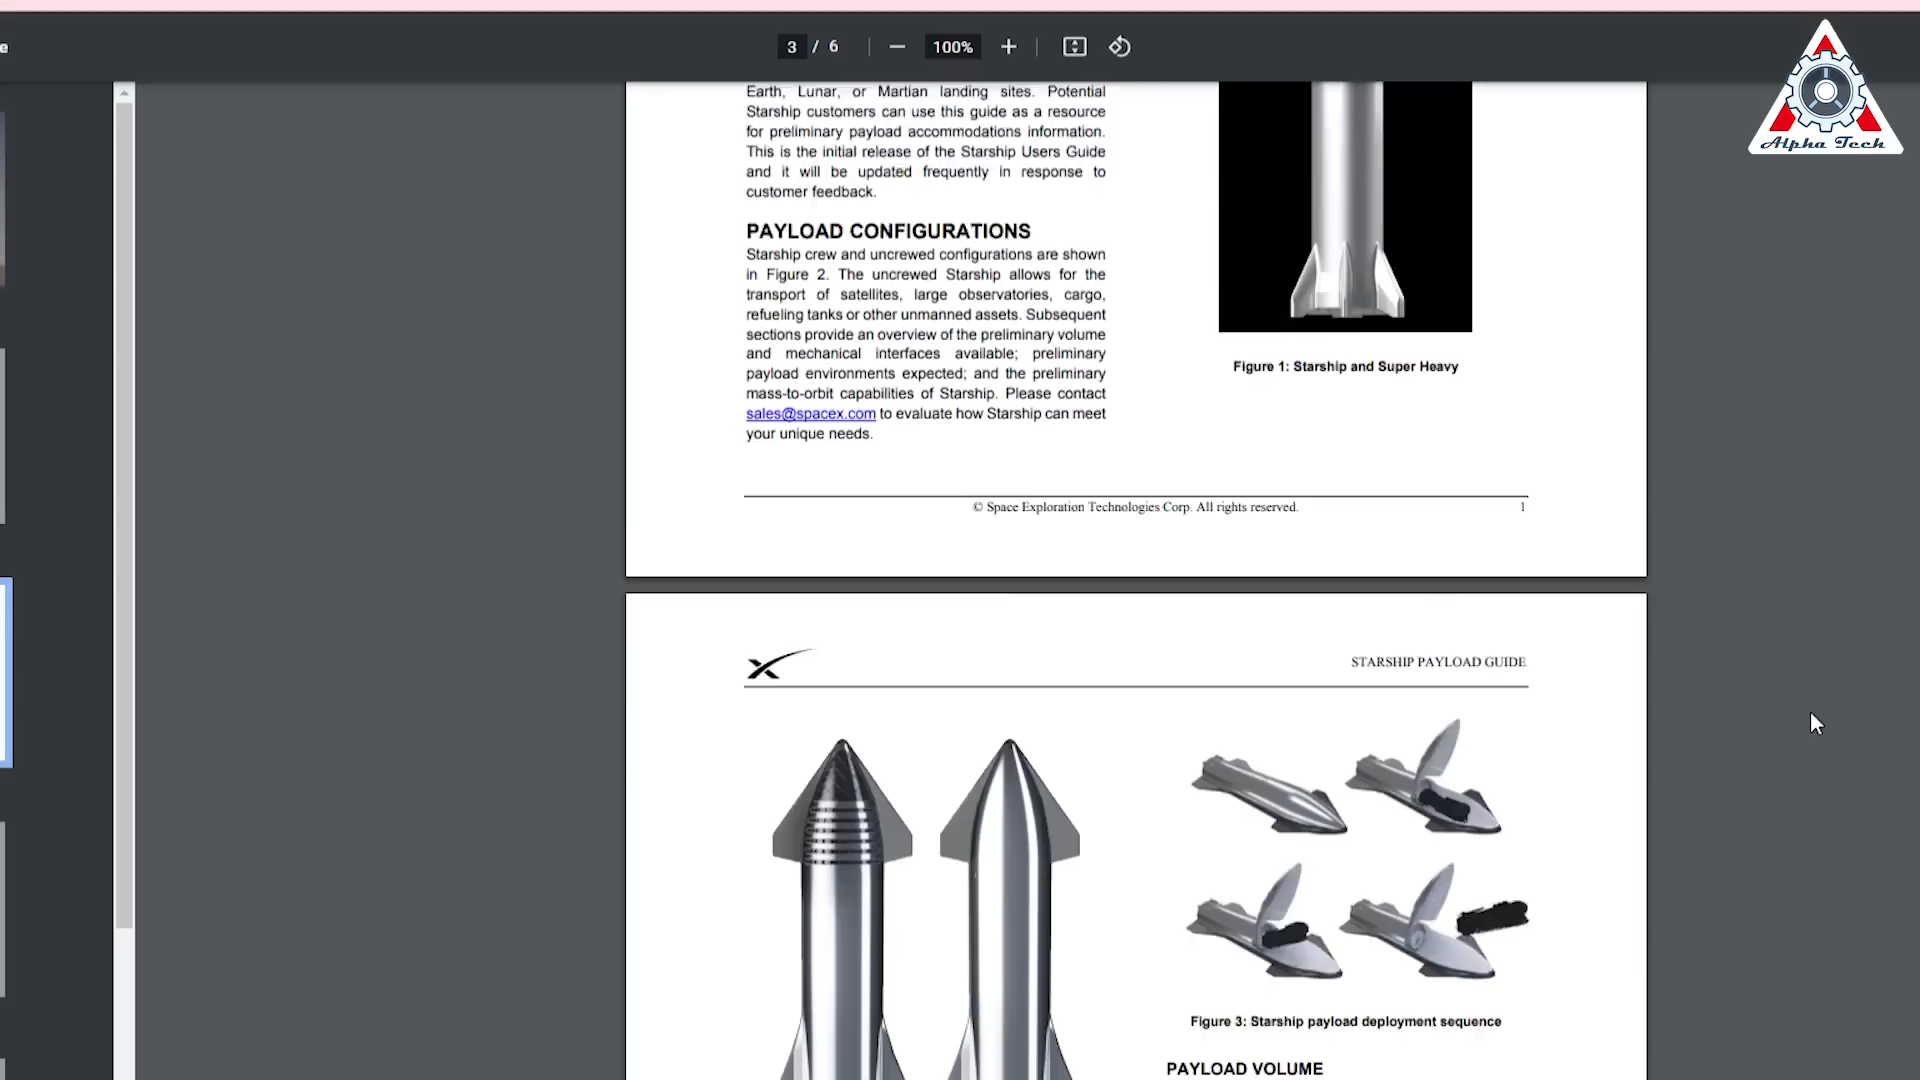 e
3 / 6
100%
Alpha Tech
Earth, Lunar, or Martian landing sites. Potential
Starship customers can use this guide as a resource
for preliminary payload accommodations information.
This is the initial release of the Starship Users Guide
and it will be updated frequently in response to
customer feedback.
PAYLOAD CONFIGURATIONS
Starship crew and uncrewed configurations are shown
in Figure 2. The uncrewed Starship allows for the
transport of satellites, large observatories, cargo,
refueling tanks or other unmanned assets. Subsequent
sections provide an overview of the preliminary volume
and mechanical interfaces available; preliminary
payload environments expected; and the preliminary
mass-to-orbit capabilities of Starship. Please contact
sales@spacex.com to evaluate how Starship can meet
your unique needs.
Figure 1: Starship and Super Heavy
© Space Exploration Technologies Corp. All rights reserved.
1
STARSHIP PAYLOAD GUIDE
Figure 3: Starship payload deployment sequence
PAYLOAD VOLUME